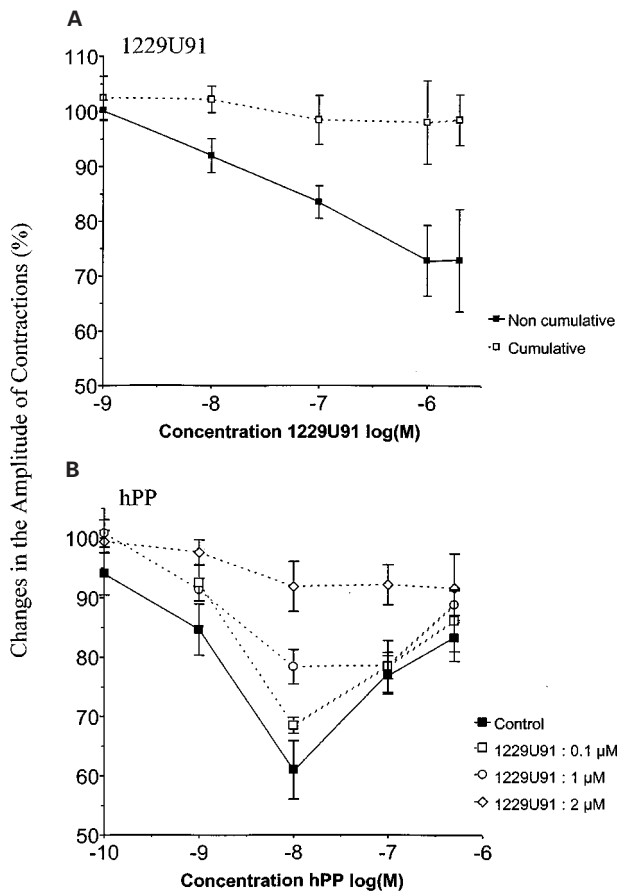 A
1229U91
110
100
90
80
70
60
50
-9 -8 -7 -6
Concentration 1229U91 log(M)
Non cumulative
Cumulative
Changes in the Amplitude of Contractions (%)
B
hPP
100
90
80
70
60
50
-10 -9 -8 -7 -6
Concentration hPP log(M)
Control
1229U91 : 0.1 µM
1229U91 : 1 µM
1229U91 : 2 µM